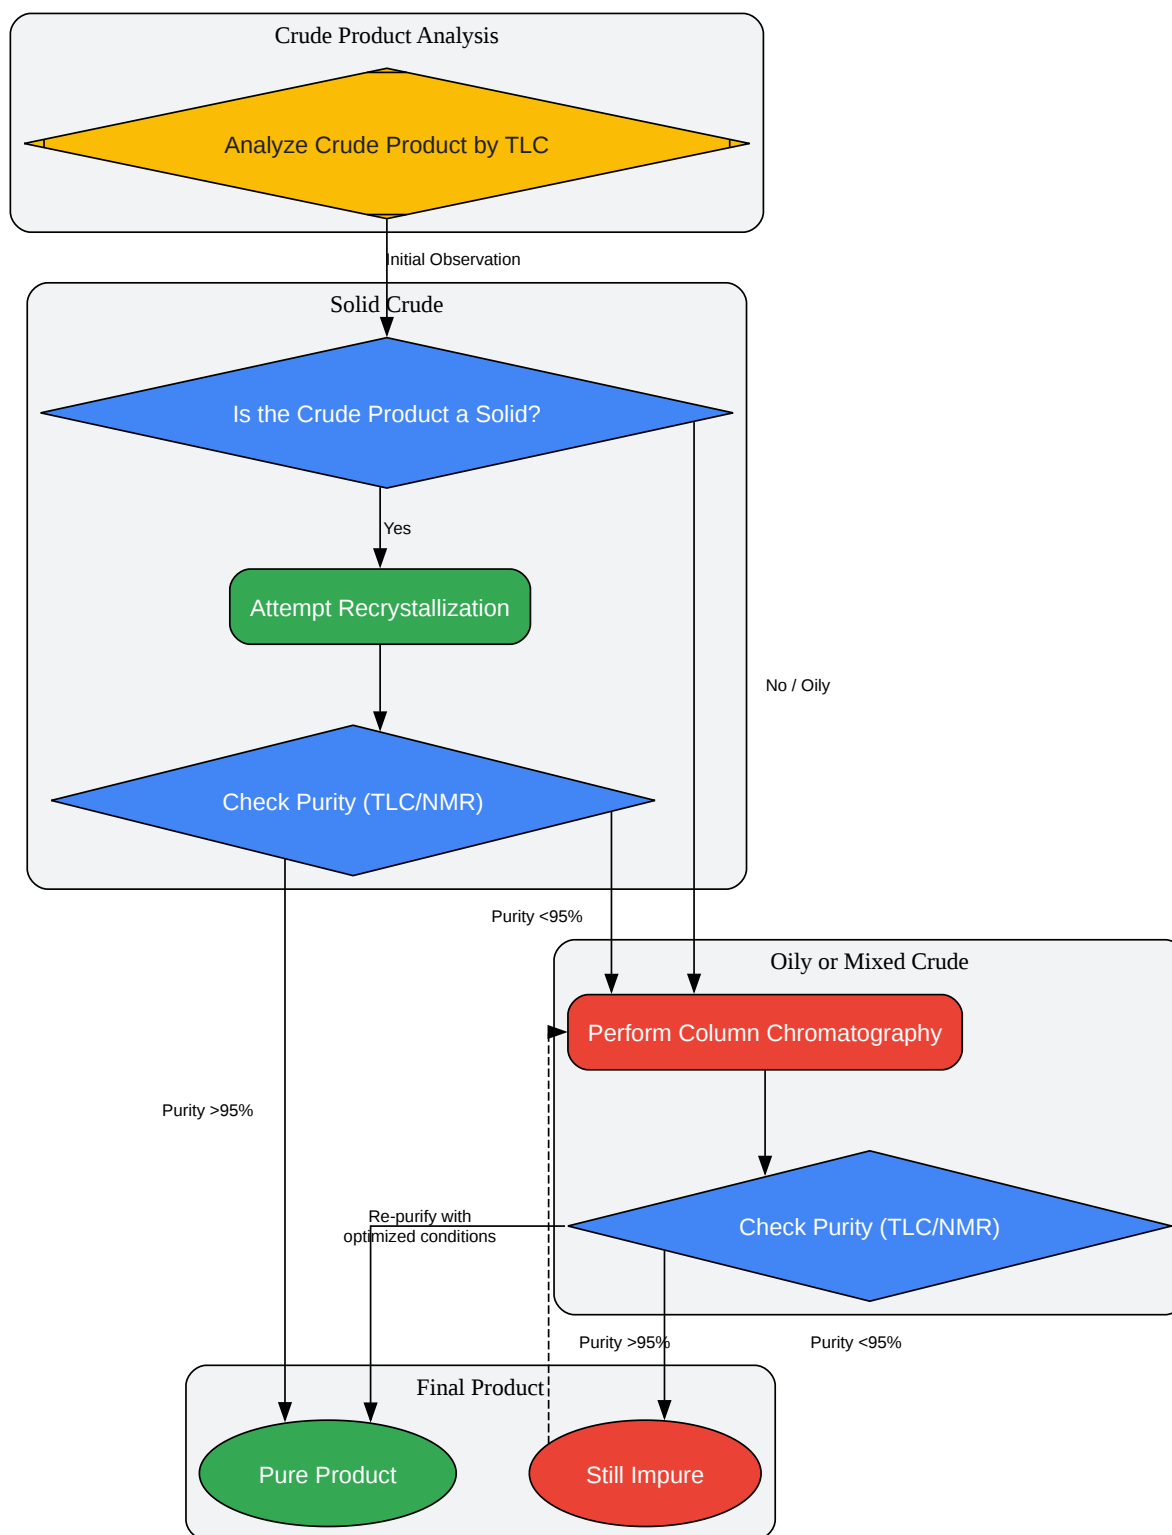 Crude Product Analysis
Analyze Crude Product by TLC
Initial Observation
Solid Crude
Is the Crude Product a Solid?
Yes
Attempt Recrystallization
No / Oily
Check Purity (TLC/NMR)
Purity <95%
Oily or Mixed Crude
Perform Column Chromatography
Purity >95%
Re-purify with
optimized conditions
Check Purity (TLC/NMR)
Purity >95%
Purity <95%
Final Product
Pure Product
Still Impure